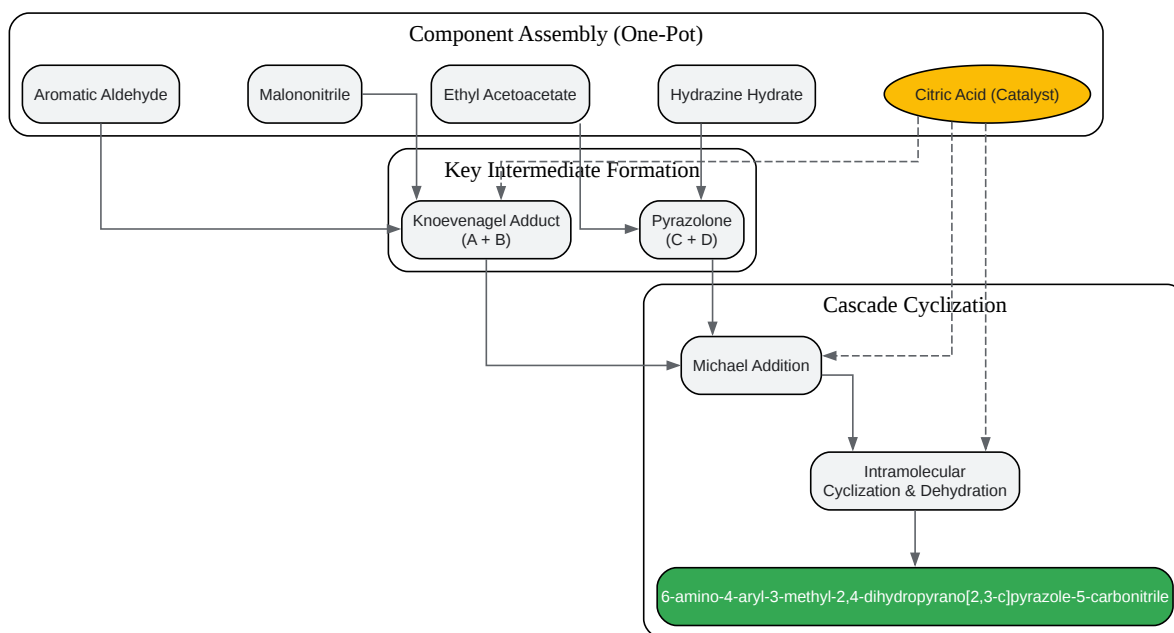 Component Assembly (One-Pot)
Aromatic Aldehyde
Malononitrile
Ethyl Acetoacetate
Hydrazine Hydrate
Citric Acid (Catalyst)
Key Intermediate Formation
Knoevenagel Adduct
(A + B)
Pyrazolone
(C + D)
Cascade Cyclization
Michael Addition
Intramolecular
Cyclization & Dehydration
6-amino-4-aryl-3-methyl-2,4-dihydropyrano[2,3-c]pyrazole-5-carbonitrile